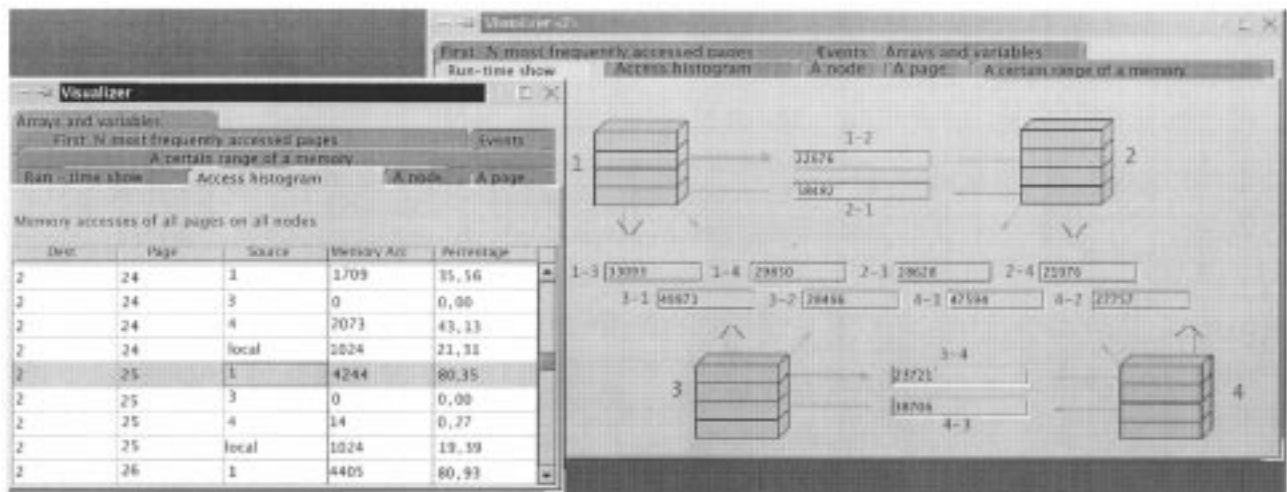 Visualizer <2>
First N most frequently accessed pages Events Arrays and variables
Run-time show Access histogram A node A page A certain range of a memory
Visualizer
Arrays and variables
First N most frequently accessed pages Events
A certain range of a memory
Run-time show Access histogram A node A page
Memory accesses of all pages on all nodes
Dest Page Source Memory Acc Percentage
2 24 1 1709 35,56
2 24 3 0 0,00
2 24 4 2073 43,13
2 24 local 1024 21,31
2 25 1 4244 80,35
2 25 3 0 0,00
2 25 4 14 0,27
2 25 local 1024 19,39
2 26 1 4405 80,93
1
1-2
2
2-1
1-3 33093 1-4 29850 2-3 2-4 21976
3-1 3-2 4-1 47594 4-2 27757
3
3-4
23721
38706
4-3
4